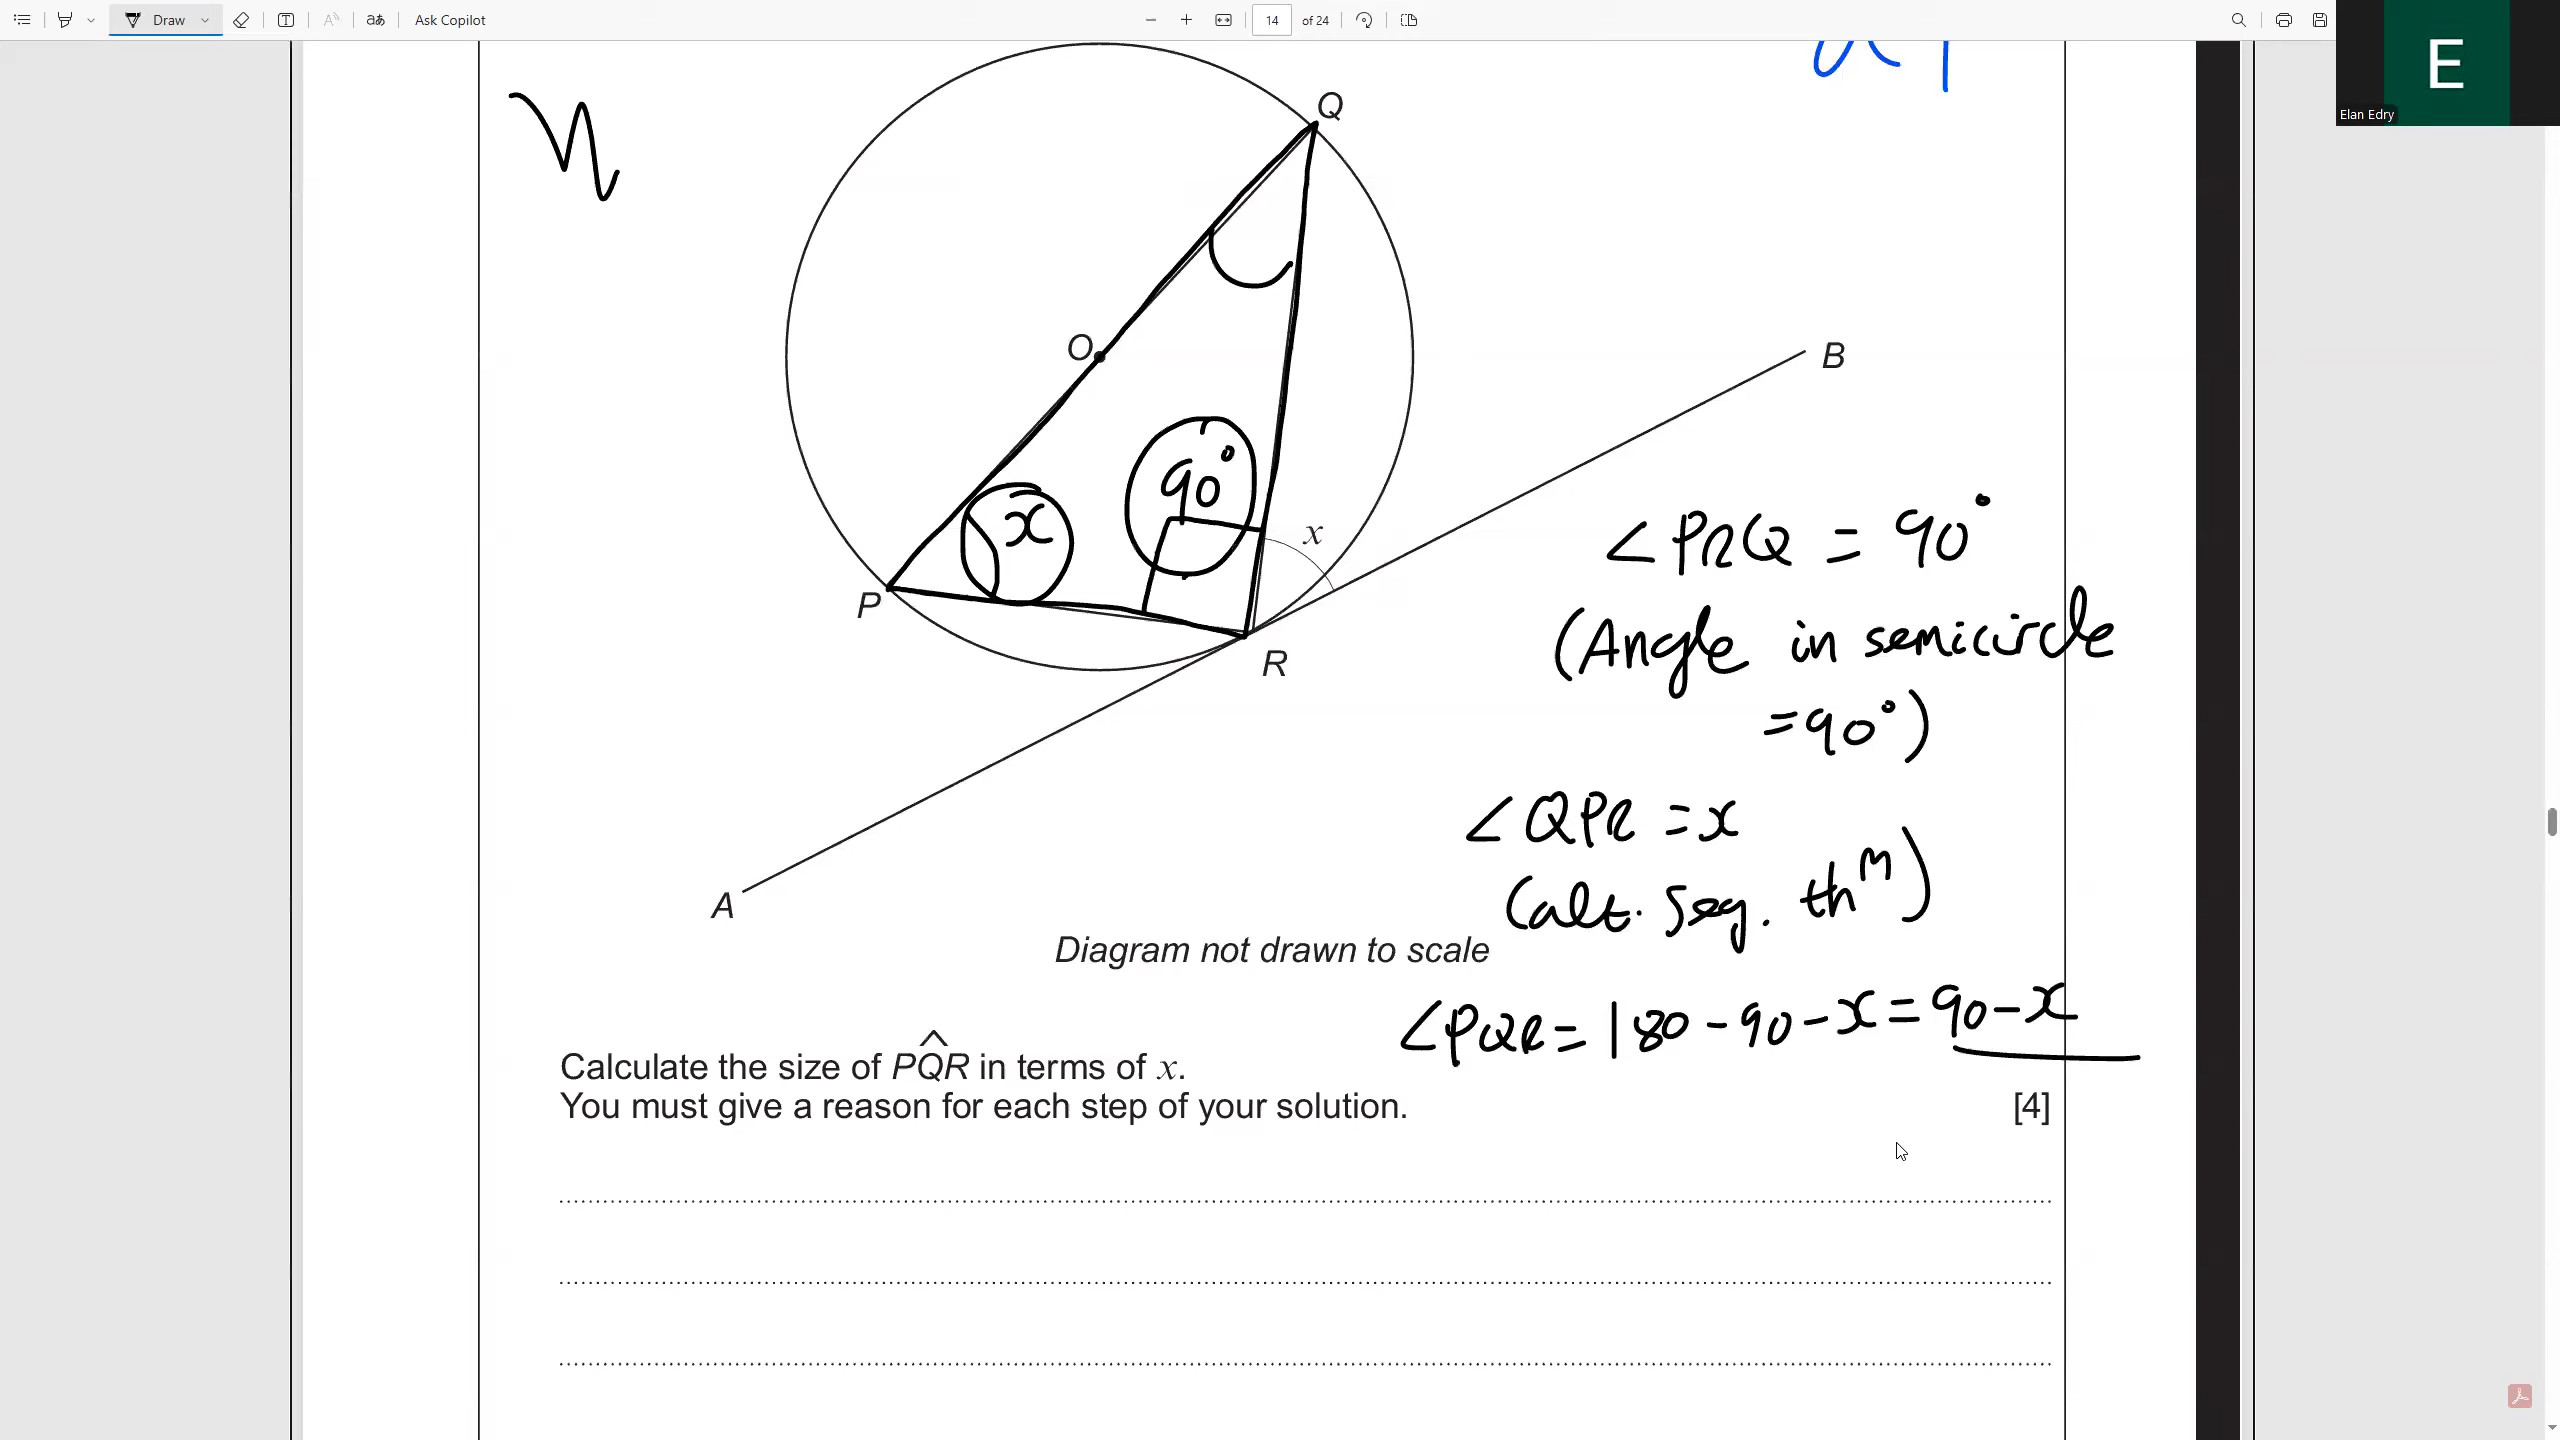 Draw
Ask Copilot
14 of 24
E
Elan Edry
Q
O
B
90°
x
x
P
R
A
∠PRQ = 90°
(Angle in semicircle
=90°)
∠QPR = x
(alt. seg. thm)
Diagram not drawn to scale
∠PQR = 180 - 90 - x = 90 - x
Calculate the size of PQ̂R in terms of x.
You must give a reason for each step of your solution. [4]